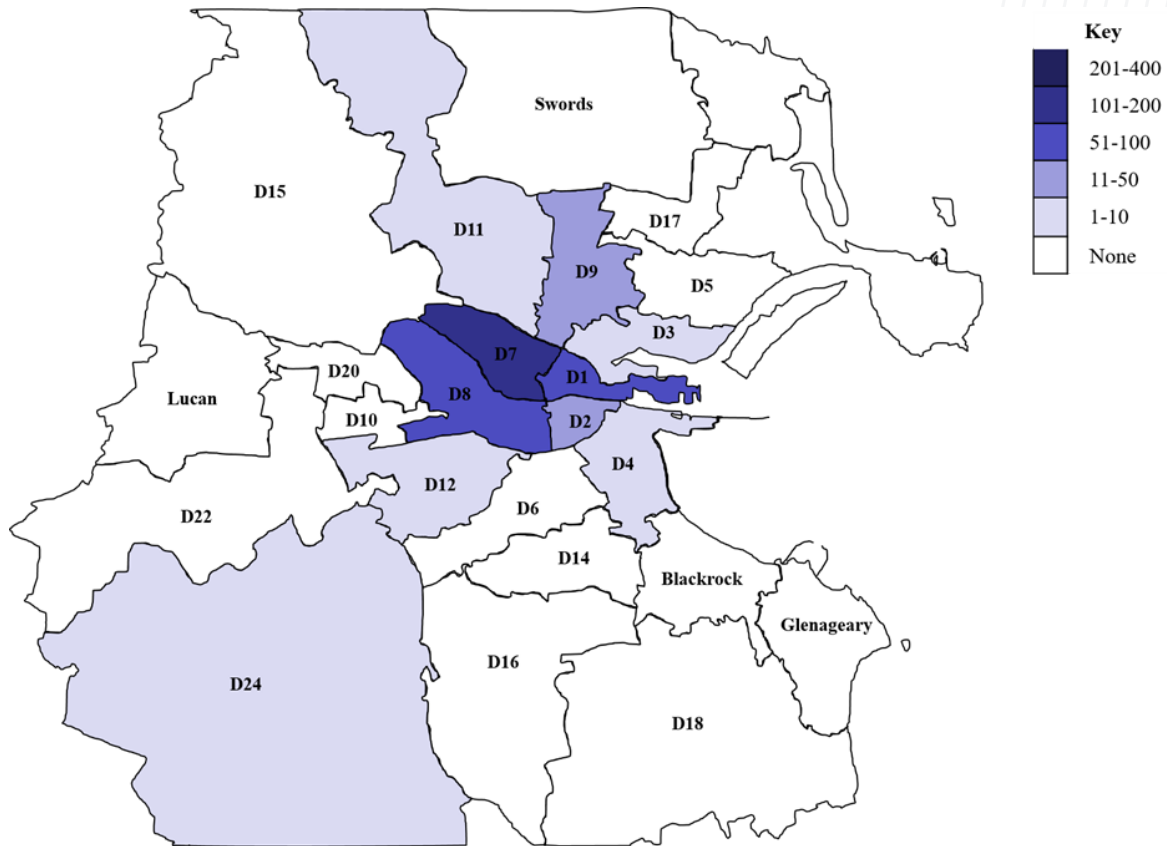 Key
201-400
101-200
51-100
11-50
1-10
None
Swords
D15
D11
D17
D9
D5
D3
D7
D1
D20
D8
Lucan
D10
D2
D4
D12
D6
D22
D14
Blackrock
Glenageary
D16
D24
D18